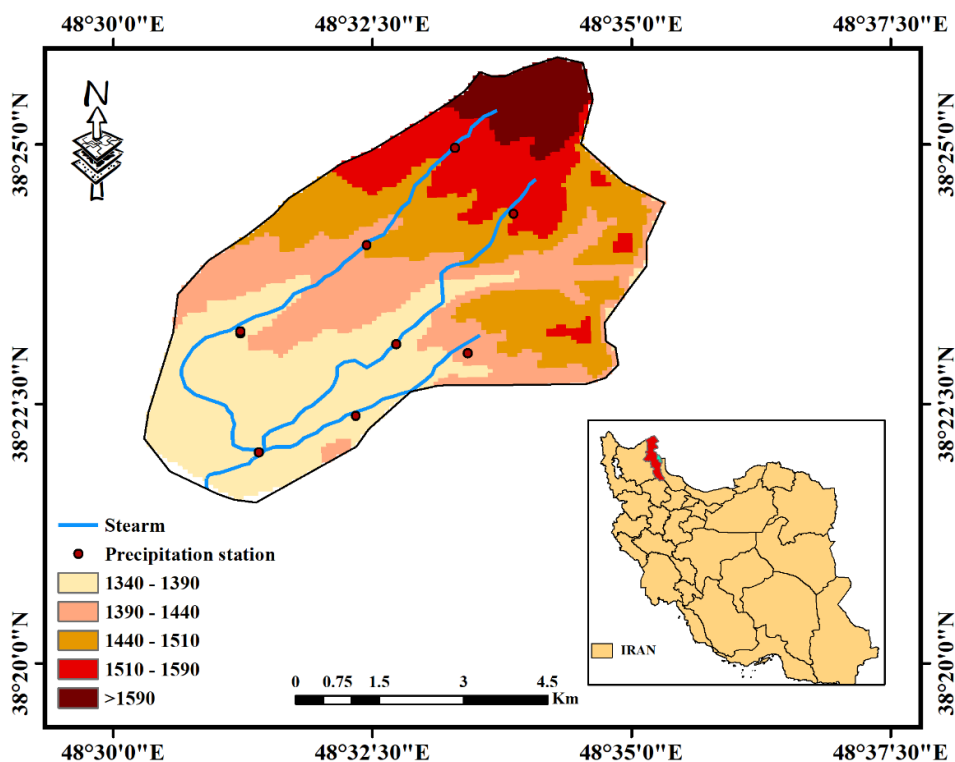 48°30'0"E 48°32'30"E 48°35'0"E 48°37'30"E
N
38°25'0"N
38°25'0"N
38°22'30"N
38°22'30"N
38°20'0"N
38°20'0"N
Stearm
Precipitation station
1340 - 1390
1390 - 1440
1440 - 1510
1510 - 1590
>1590
0 0.75 1.5 3 4.5
Km
IRAN
48°30'0"E 48°32'30"E 48°35'0"E 48°37'30"E